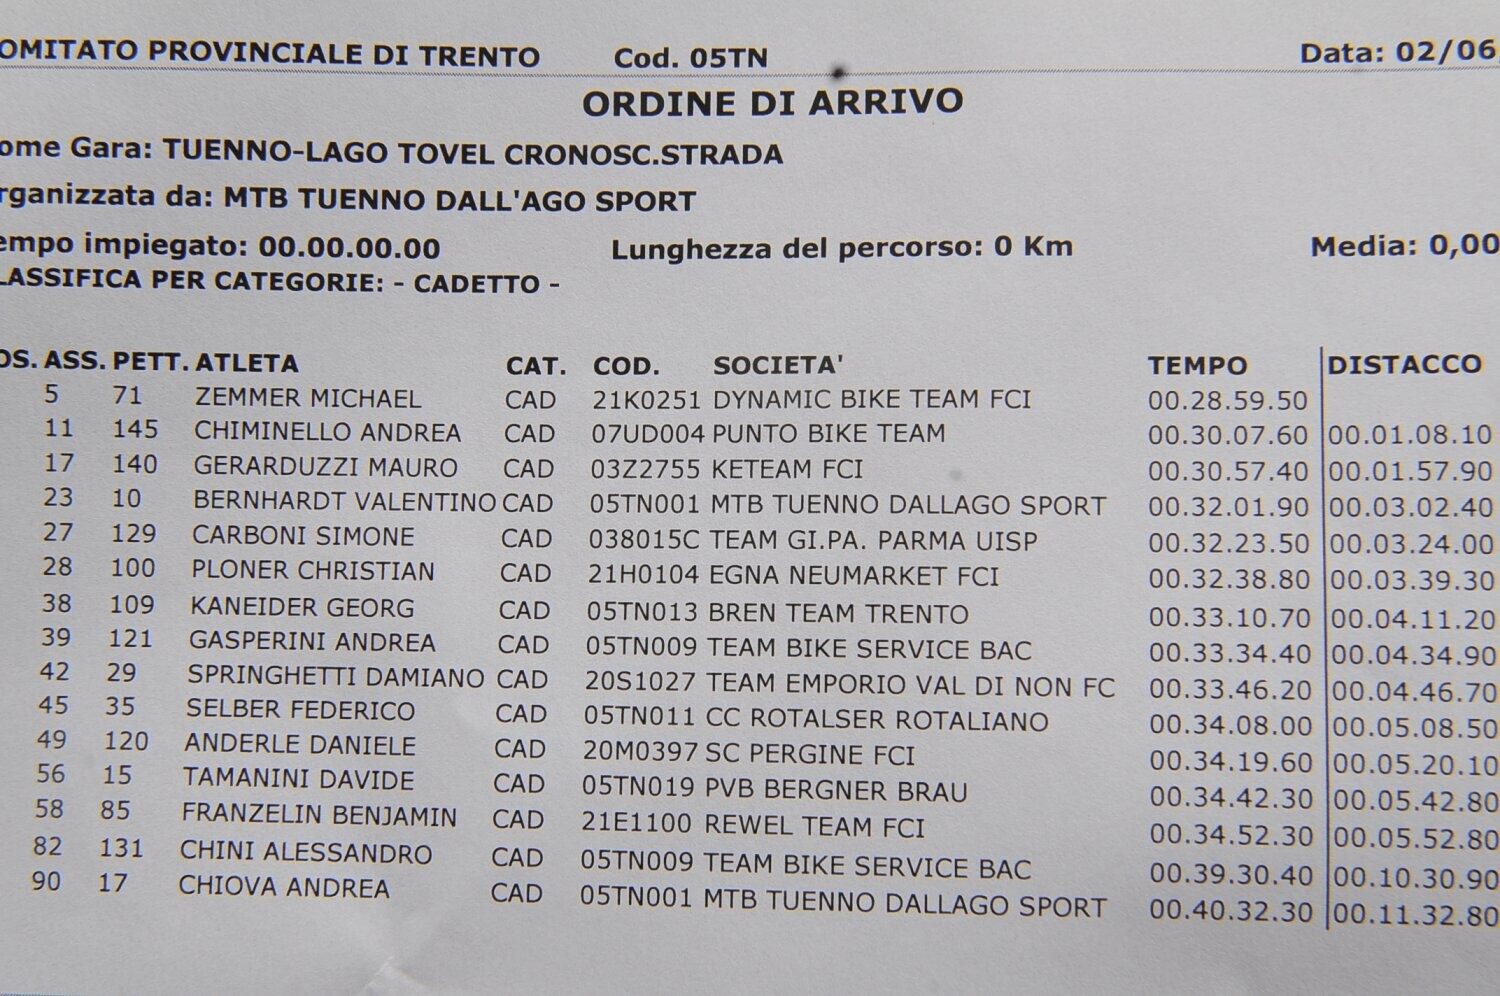 OMITATO PROVINCIALE DI TRENTO Cod. 05TN Data: 02/06
ORDINE DI ARRIVO
ome Gara: TUENNO-LAGO TOVEL CRONOSC.STRADA
rganizzata da: MTB TUENNO DALL'AGO SPORT
empo impiegato: 00.00.00.00 Lunghezza del percorso: 0 Km Media: 0,00
LASSIFICA PER CATEGORIE: - CADETTO -
OS. ASS. PETT. ATLETA CAT. COD. SOCIETA' TEMPO DISTACCO
5 71 ZEMMER MICHAEL CAD 21K0251 DYNAMIC BIKE TEAM FCI 00.28.59.50
11 145 CHIMINELLO ANDREA CAD 07UD004 PUNTO BIKE TEAM 00.30.07.60 00.01.08.10
17 140 GERARDUZZI MAURO CAD 03Z2755 KETEAM FCI 00.30.57.40 00.01.57.90
23 10 BERNHARDT VALENTINO CAD 05TN001 MTB TUENNO DALLAGO SPORT 00.32.01.90 00.03.02.40
27 129 CARBONI SIMONE CAD 038015C TEAM GI.PA. PARMA UISP 00.32.23.50 00.03.24.00
28 100 PLONER CHRISTIAN CAD 21H0104 EGNA NEUMARKET FCI 00.32.38.80 00.03.39.30
38 109 KANEIDER GEORG CAD 05TN013 BREN TEAM TRENTO 00.33.10.70 00.04.11.20
39 121 GASPERINI ANDREA CAD 05TN009 TEAM BIKE SERVICE BAC 00.33.34.40 00.04.34.90
42 29 SPRINGHETTI DAMIANO CAD 20S1027 TEAM EMPORIO VAL DI NON FC 00.33.46.20 00.04.46.70
45 35 SELBER FEDERICO CAD 05TN011 CC ROTALSER ROTALIANO 00.34.08.00 00.05.08.50
49 120 ANDERLE DANIELE CAD 20M0397 SC PERGINE FCI 00.34.19.60 00.05.20.10
56 15 TAMANINI DAVIDE CAD 05TN019 PVB BERGNER BRAU 00.34.42.30 00.05.42.80
58 85 FRANZELIN BENJAMIN CAD 21E1100 REWEL TEAM FCI 00.34.52.30 00.05.52.80
82 131 CHINI ALESSANDRO CAD 05TN009 TEAM BIKE SERVICE BAC 00.39.30.40 00.10.30.90
90 17 CHIOVA ANDREA CAD 05TN001 MTB TUENNO DALLAGO SPORT 00.40.32.30 00.11.32.80